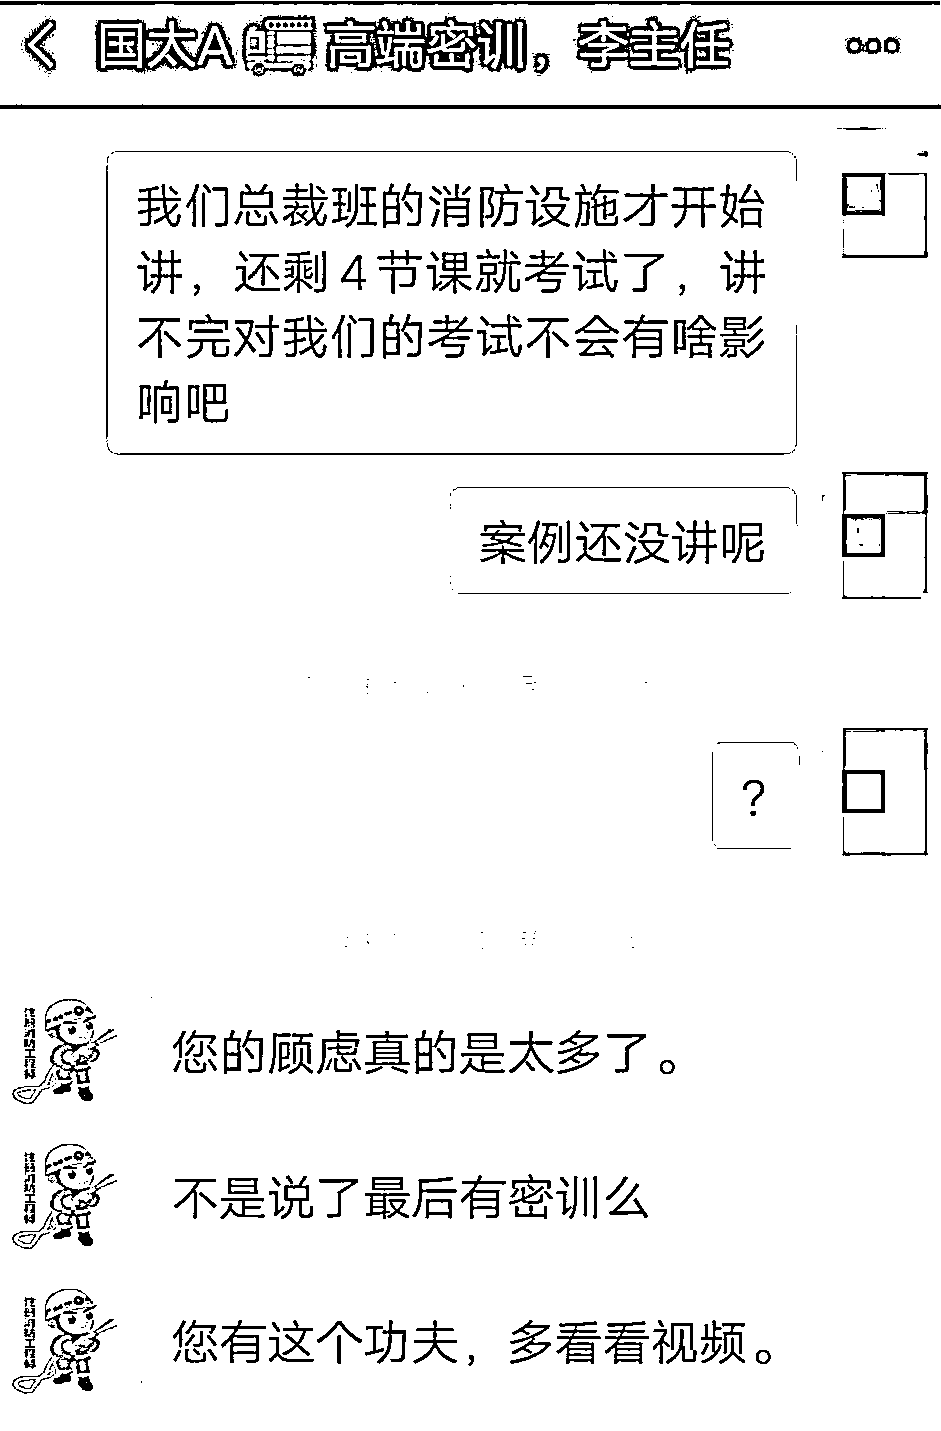 国太A🚒高端密训，李主任
我们总裁班的消防设施才开始
讲，还剩4节课就考试了，讲
不完对我们的考试不会有啥影
响吧
案例还没讲呢
?
您的顾虑真的是太多了。
不是说了最后有密训么
您有这个功夫，多看看视频。